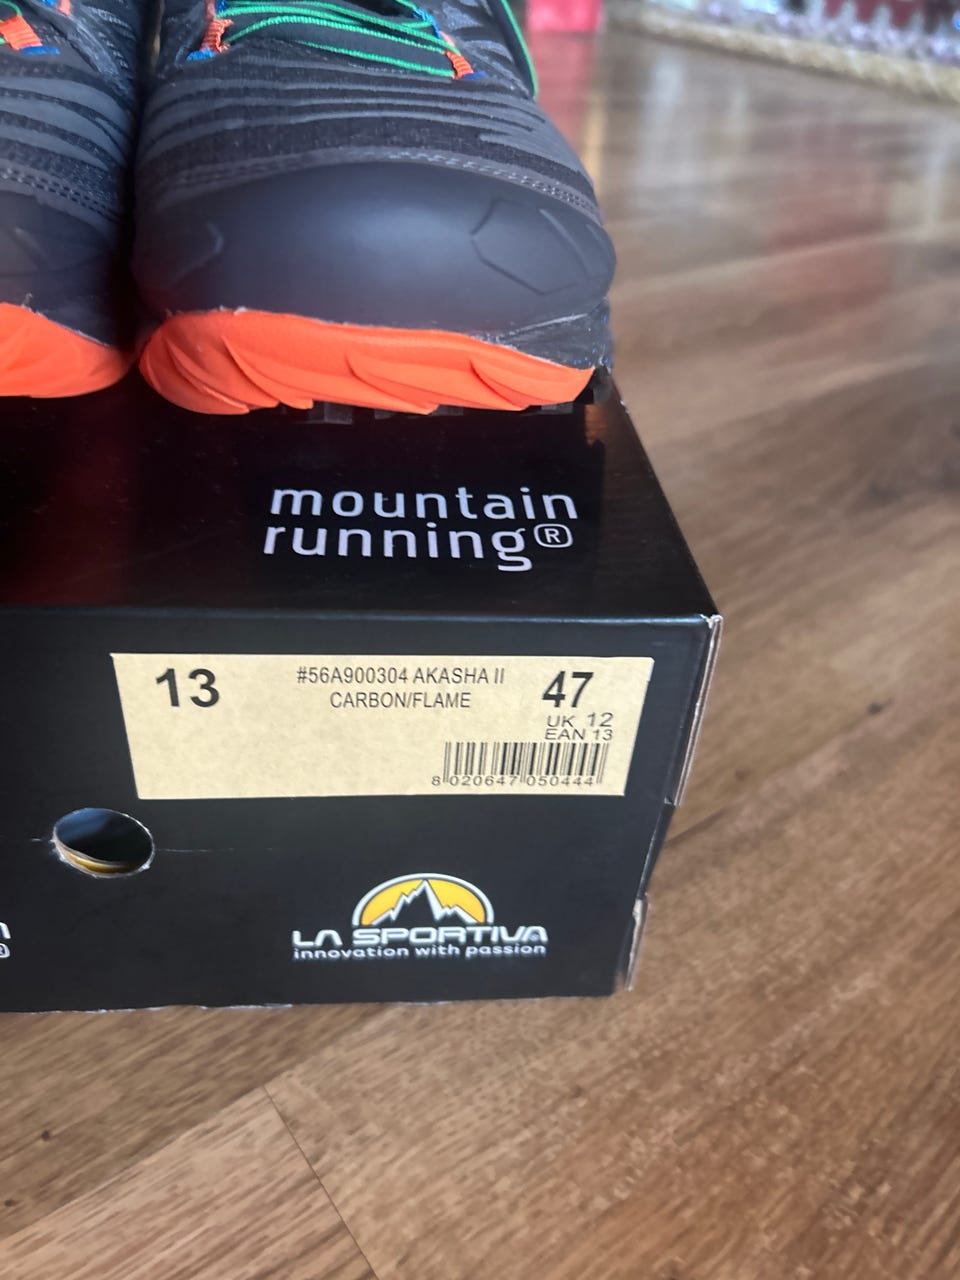 mountain
running®
13
#56A900304 AKASHA II
CARBON/FLAME
47
UK 12
EAN 13
8 020647 050444
LA SPORTIVA
innovation with passion